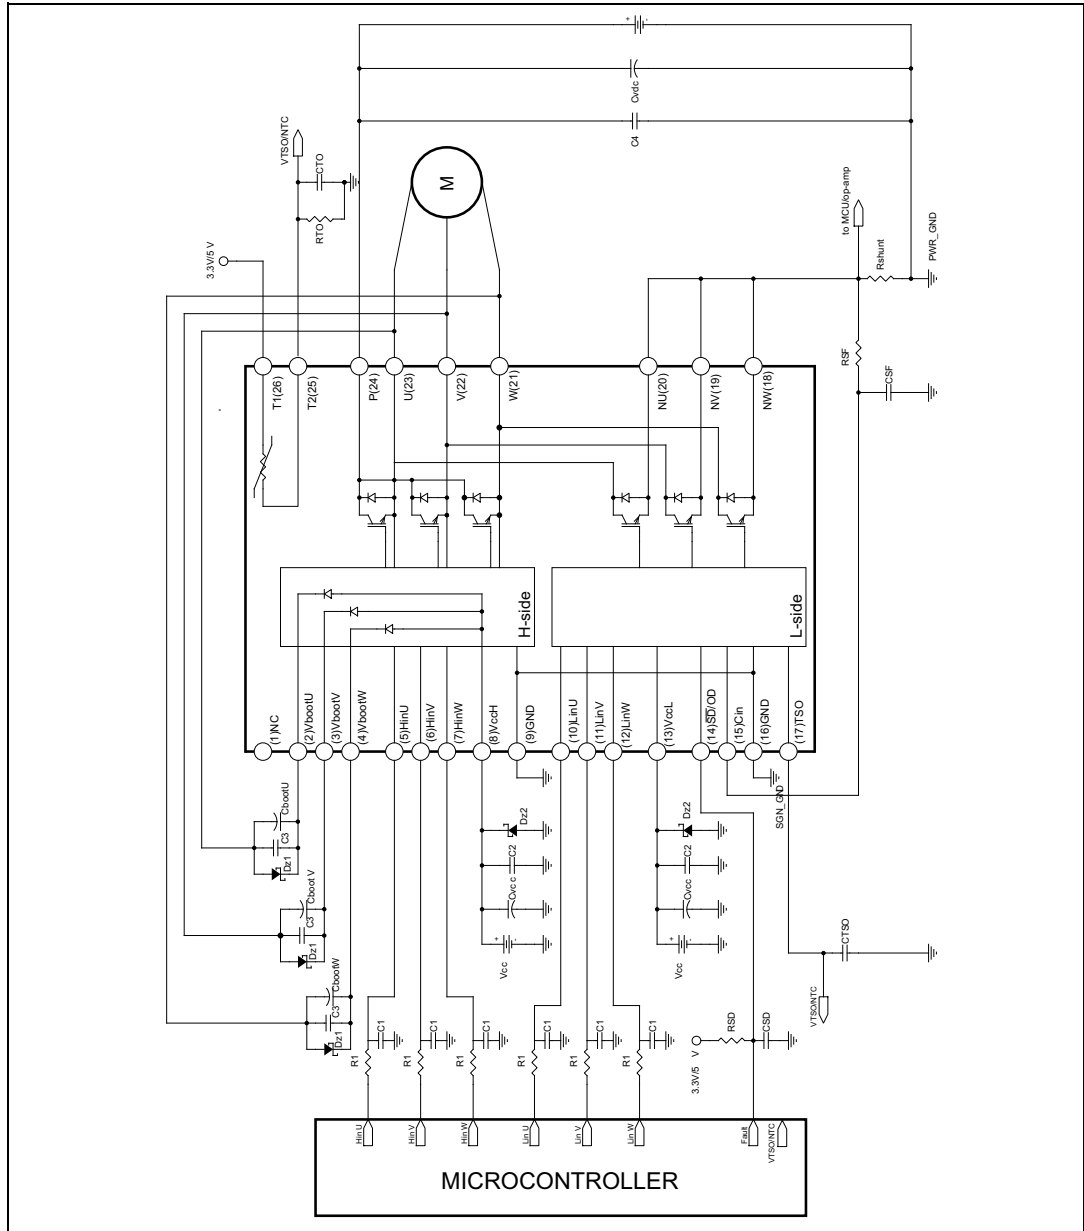 Cvdc
C4
VTSO/NTC
CTO
RTO
3.3V/5 V
M
to MCU/op-amp
Rshunt
PWR_GND
RSF
CSF
T1(26)
T2(25)
P(24)
U(23)
V(22)
W(21)
NU(20)
NV(19)
NW(18)
H-side
L-side
(1)NC
(2)VbootU
(3)VbootV
(4)VbootW
(5)HinU
(6)HinV
(7)HinW
(8)VccH
(9)GND
(10)LinU
(11)LinV
(12)LinW
(13)VccL
(14)SD/OD
(15)Cin
(16)GND
(17)TSO
CbootU
C3
Dz1
Cboot V
C3
Dz1
CbootW
C3
Dz1
Dz2
C2
Cvcc
Vcc
+
-
Dz2
C2
Cvcc
Vcc
+
-
SGN_GND
CTSO
VTSO/NTC
R1
C1
R1
C1
R1
C1
R1
C1
R1
C1
R1
C1
3.3V/5 V
RSD
CSD
Hin U
Hin V
Hin W
Lin U
Lin V
Lin W
Fault
VTSO/NTC
MICROCONTROLLER